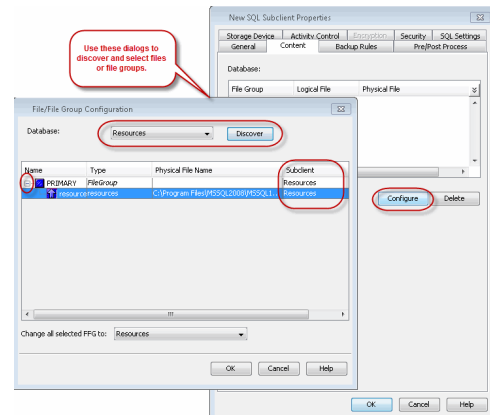 New SQL Subclient Properties
Storage Device Activity Control Encryption Security SQL Settings
General Content Backup Rules Pre/Post Process
Use these dialogs to
discover and select files
or file groups.
Database:
File Group Logical File Physical File
Configure Delete
OK Cancel Help
File/File Group Configuration
Database: Resources Discover
Name Type Physical File Name Subclient
PRIMARY FileGroup Resources
resource resources C:\Program Files\MSSQL2008\MSSQL1... Resources
Change all selected FFG to: Resources
OK Cancel Help